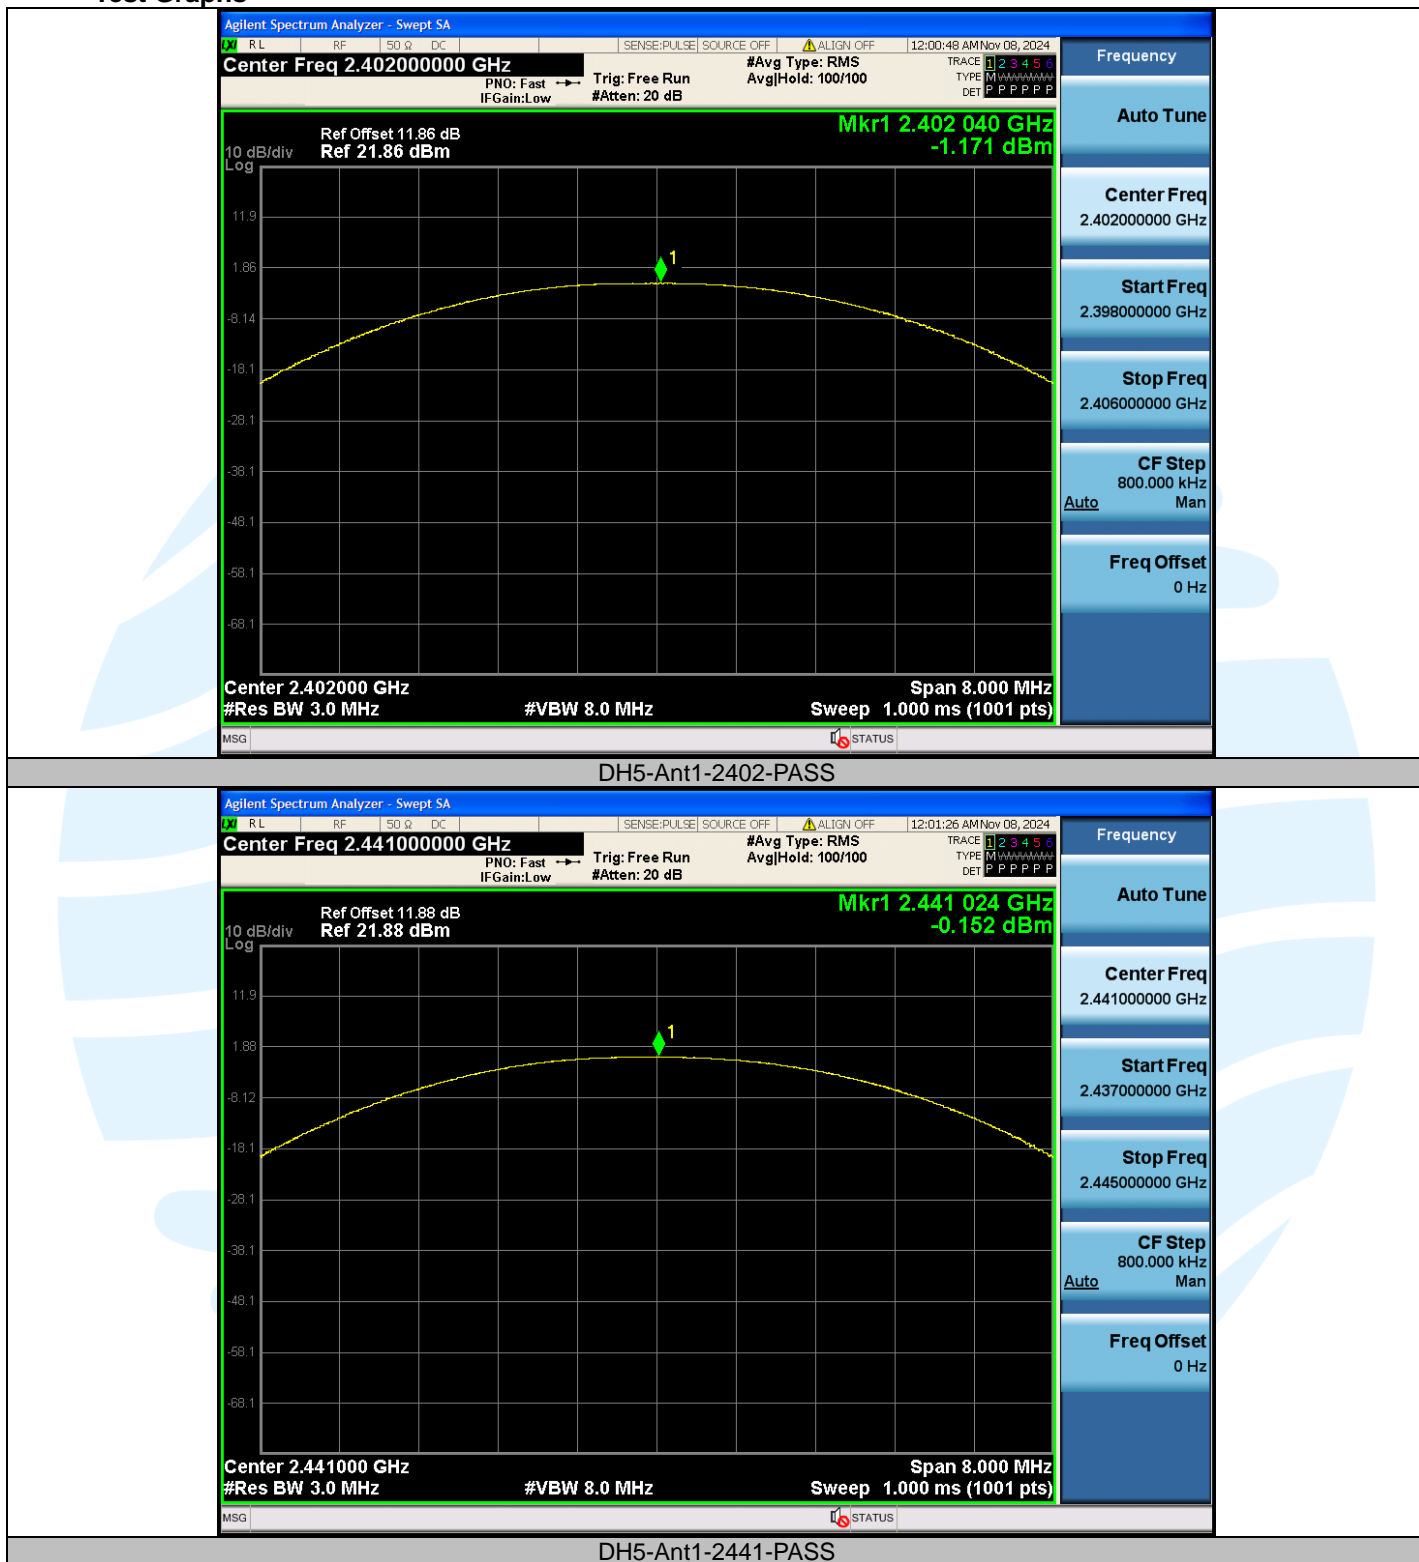 Test Graphs
Agilent Spectrum Analyzer - Swept SA
LXI RL RF 50 Ω DC SENSE:PULSE SOURCE OFF ALIGN OFF 12:00:48 AM Nov 08, 2024
Center Freq 2.402000000 GHz
PNO: Fast
IFGain:Low
Trig: Free Run
#Atten: 20 dB
#Avg Type: RMS
Avg|Hold: 100/100
TRACE 1 2 3 4 5 6
TYPE M WWWWW
DET P P P P P P
Mkr1 2.402 040 GHz
-1.171 dBm
Ref Offset 11.86 dB
10 dB/div Ref 21.86 dBm
Log
11.9
1
1.86
-8.14
-18.1
-28.1
-38.1
-48.1
-58.1
-68.1
Center 2.402000 GHz Span 8.000 MHz
#Res BW 3.0 MHz #VBW 8.0 MHz Sweep 1.000 ms (1001 pts)
MSG STATUS
Frequency
Auto Tune
Center Freq
2.402000000 GHz
Start Freq
2.398000000 GHz
Stop Freq
2.406000000 GHz
CF Step
800.000 kHz
Auto Man
Freq Offset
0 Hz
DH5-Ant1-2402-PASS
Agilent Spectrum Analyzer - Swept SA
LXI RL RF 50 Ω DC SENSE:PULSE SOURCE OFF ALIGN OFF 12:01:26 AM Nov 08, 2024
Center Freq 2.441000000 GHz
PNO: Fast
IFGain:Low
Trig: Free Run
#Atten: 20 dB
#Avg Type: RMS
Avg|Hold: 100/100
TRACE 1 2 3 4 5 6
TYPE M WWWWW
DET P P P P P P
Mkr1 2.441 024 GHz
-0.152 dBm
Ref Offset 11.88 dB
10 dB/div Ref 21.88 dBm
Log
11.9
1
1.88
-8.12
-18.1
-28.1
-38.1
-48.1
-58.1
-68.1
Center 2.441000 GHz Span 8.000 MHz
#Res BW 3.0 MHz #VBW 8.0 MHz Sweep 1.000 ms (1001 pts)
MSG STATUS
Frequency
Auto Tune
Center Freq
2.441000000 GHz
Start Freq
2.437000000 GHz
Stop Freq
2.445000000 GHz
CF Step
800.000 kHz
Auto Man
Freq Offset
0 Hz
DH5-Ant1-2441-PASS